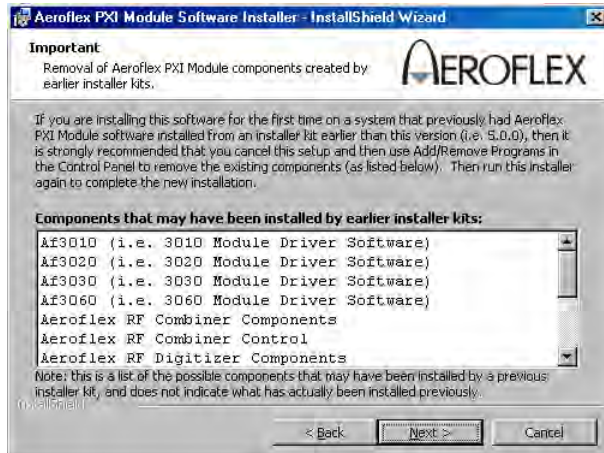 Aeroflex PXI Module Software Installer - InstallShield Wizard
Important
Removal of Aeroflex PXI Module components created by
earlier installer kits.
AEROFLEX
If you are installing this software for the first time on a system that previously had Aeroflex
PXI Module software installed from an installer kit earlier than this version (i.e. 5.0.0), then it
is strongly recommended that you cancel this setup and then use Add/Remove Programs in
the Control Panel to remove the existing components (as listed below). Then run this installer
again to complete the new installation.
Components that may have been installed by earlier installer kits:
Af3010 (i.e. 3010 Module Driver Software)
Af3020 (i.e. 3020 Module Driver Software)
Af3030 (i.e. 3030 Module Driver Software)
Af3060 (i.e. 3060 Module Driver Software)
Aeroflex RF Combiner Components
Aeroflex RF Combiner Control
Aeroflex RF Digitizer Components
Note: this is a list of the possible components that may have been installed by a previous
installer kit, and does not indicate what has actually been installed previously.
InstallShield
< Back
Next >
Cancel